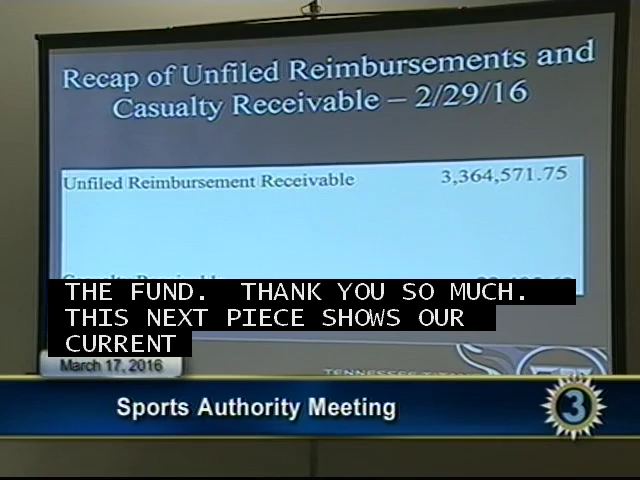 Recap of Unfiled Reimbursements and
Casualty Receivable – 2/29/16
Unfiled Reimbursement Receivable 3,364,571.75
THE FUND. THANK YOU SO MUCH.
THIS NEXT PIECE SHOWS OUR
CURRENT
March 17, 2016
TENNESSEE
Sports Authority Meeting
3